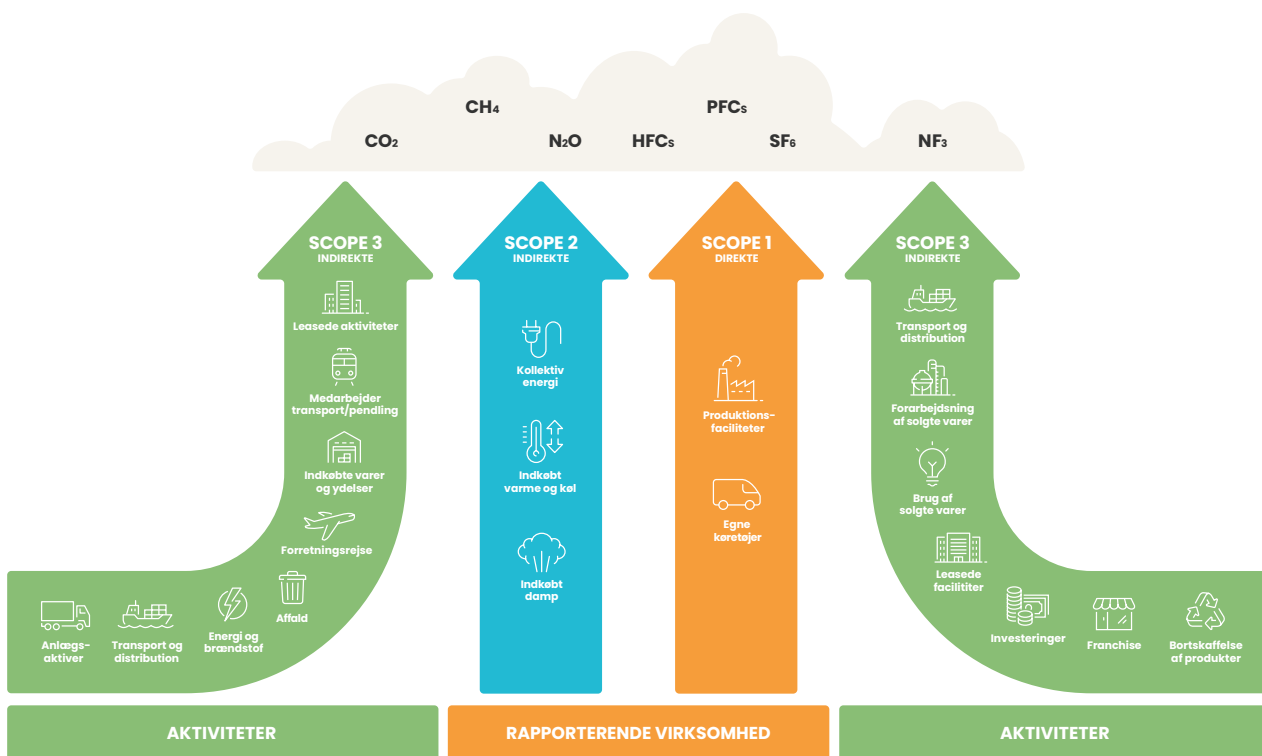 CH₄
PFCs
CO₂
N₂O
HFCs
SF₆
NF₃
SCOPE 3
INDIREKTE
Leasede aktiviteter
Medarbejder
transport/pendling
Indkøbte varer
og ydelser
Forretningsrejse
Affald
Energi og
brændstof
Transport og
distribution
Anlægs-
aktiver
SCOPE 2
INDIREKTE
Kollektiv
energi
Indkøbt
varme og køl
Indkøbt
damp
SCOPE 1
DIREKTE
Produktions-
faciliteter
Egne
køretøjer
SCOPE 3
INDIREKTE
Transport og
distribution
Forarbejdsning
af solgte varer
Brug af
solgte varer
Leasede
facilititer
Investeringer
Franchise
Bortskaffelse
af produkter
AKTIVITETER
RAPPORTERENDE VIRKSOMHED
AKTIVITETER